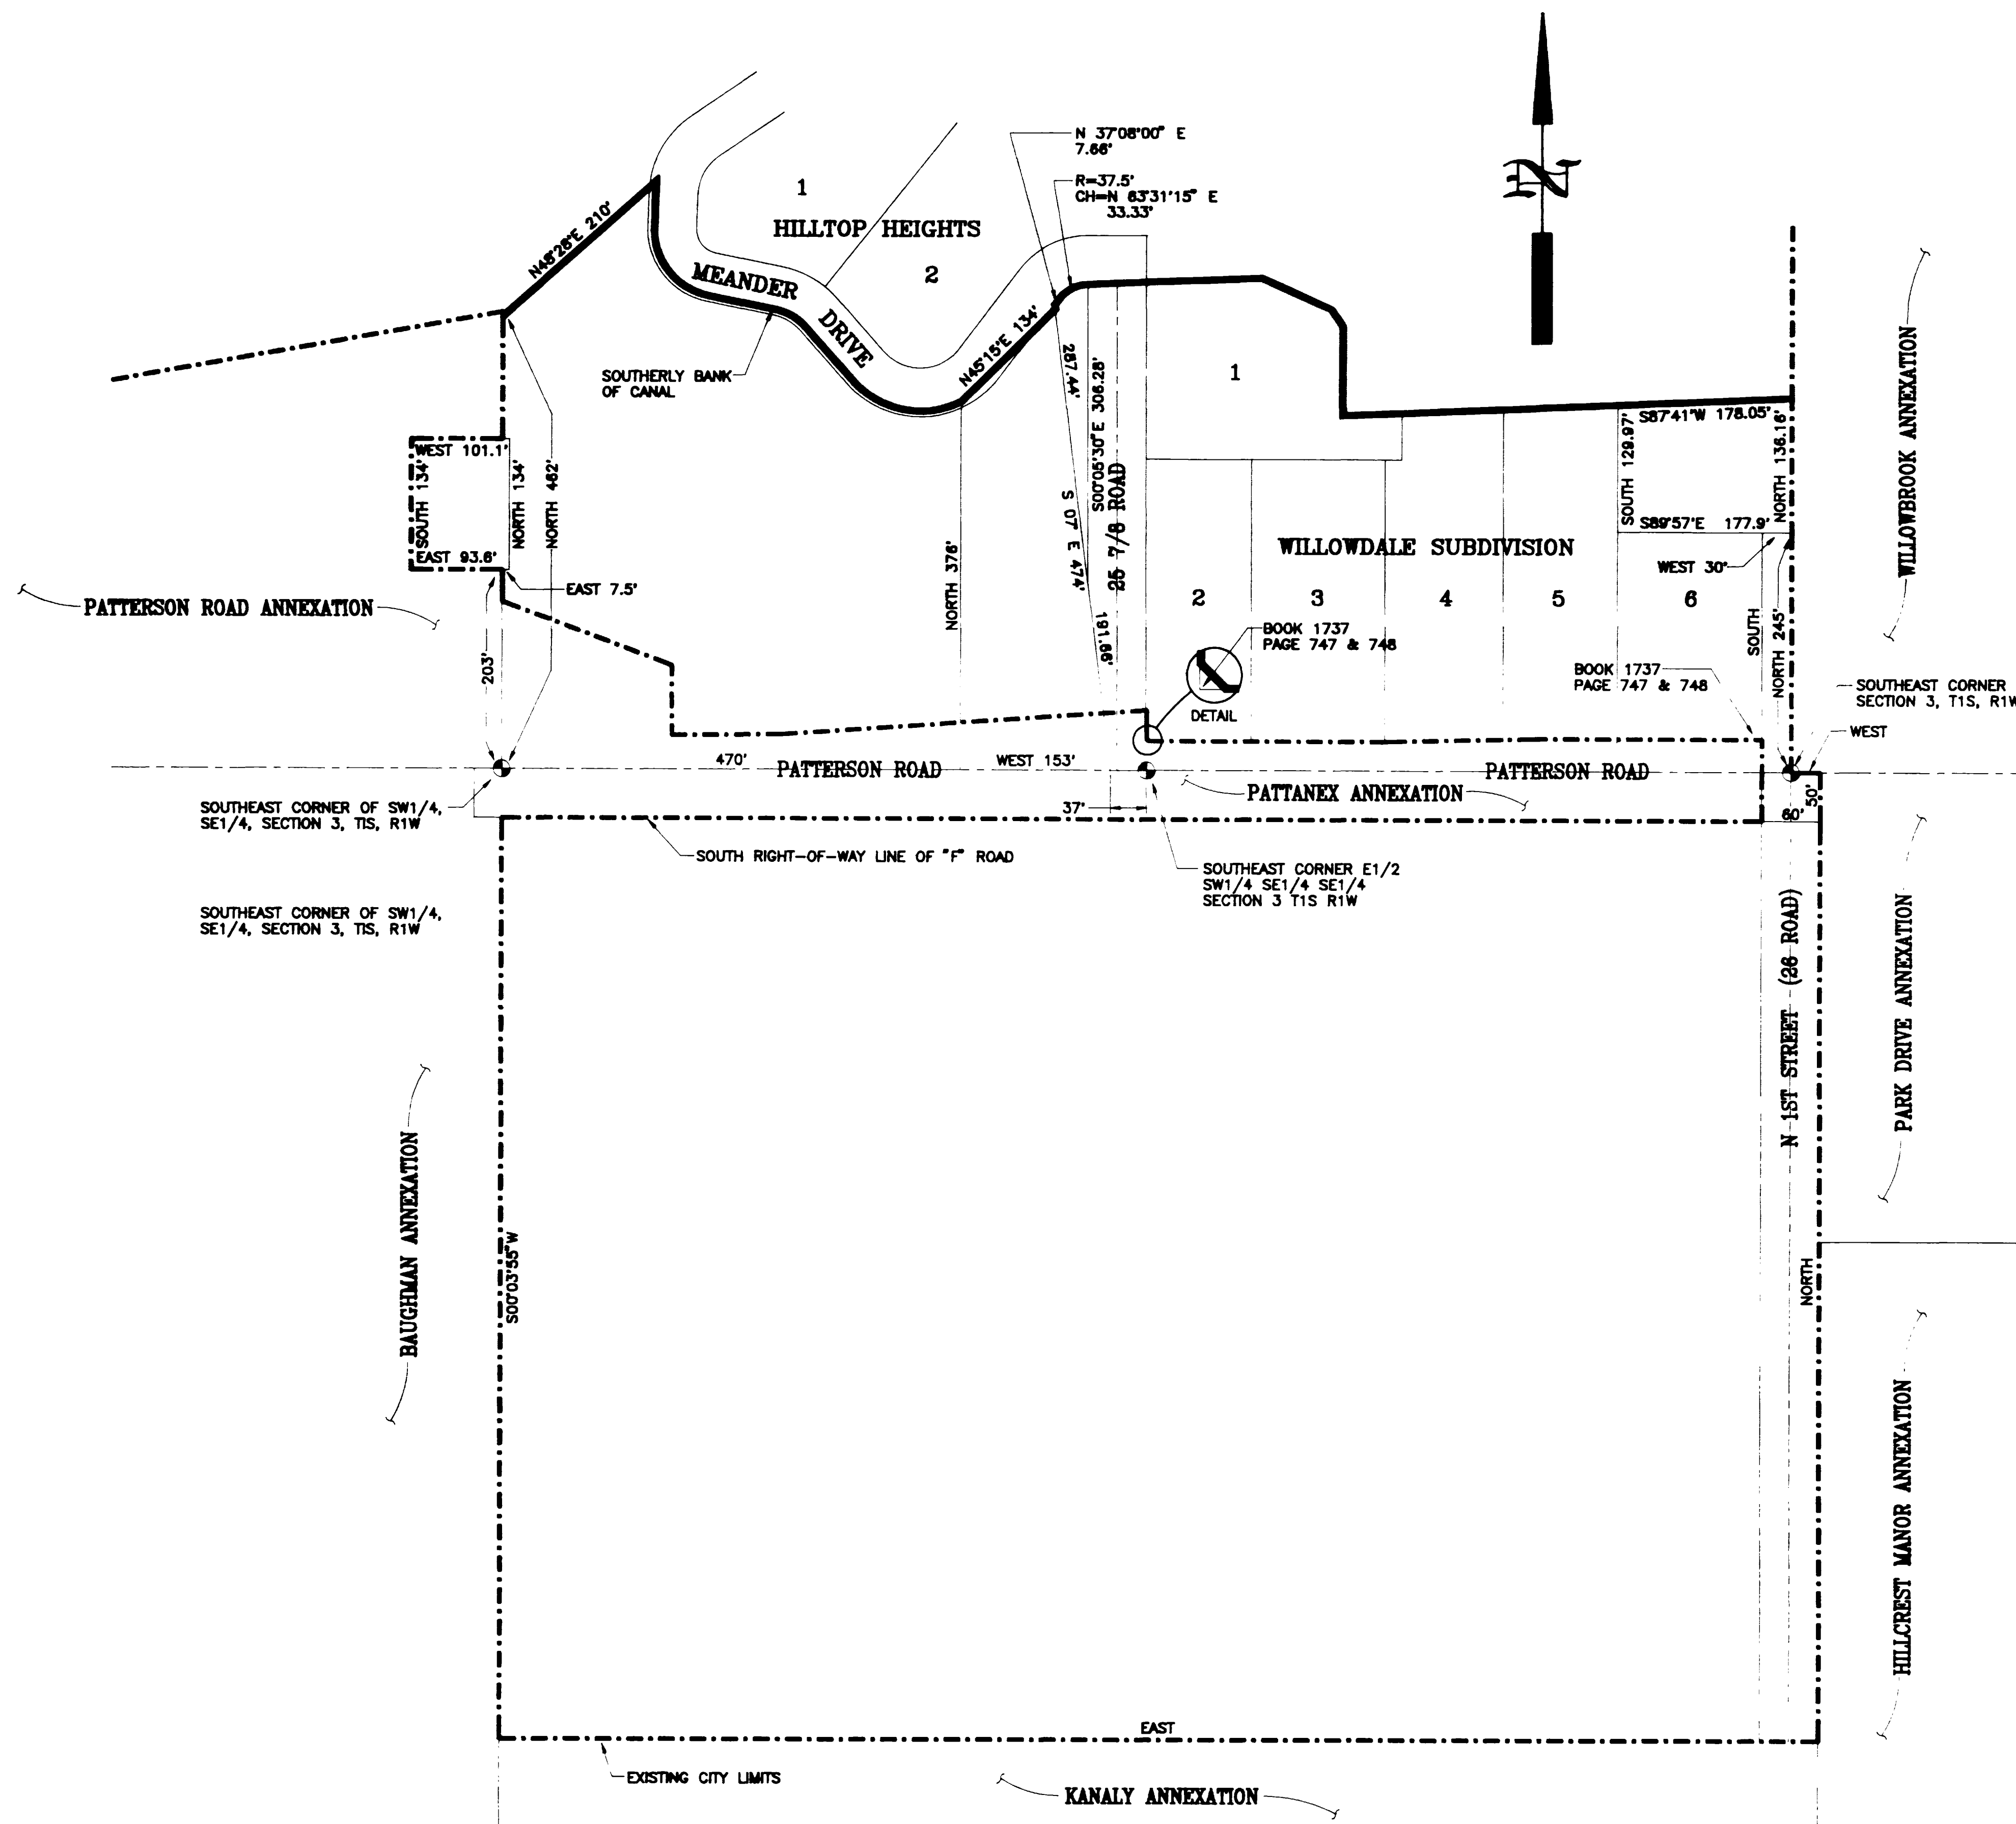 N 37°08'00" E
7.66'
R=37.5'
CH=N 63°31'15" E
33.33'
1
HILLTOP HEIGHTS
2
N48°26'E 210'
MEANDER
DRIVE
N45°15'E 134'
SOUTHERLY BANK
OF CANAL
287.44'
S00°05'30"E 306.28'
1
S 07° E 474'
25 7/8 ROAD
191.66'
WEST 101.1'
SOUTH 134'
NORTH 134'
NORTH 462'
EAST 93.6'
EAST 7.5'
203'
NORTH 376'
S87°41'W 178.05'
SOUTH 129.97'
NORTH 136.16'
S89°57'E 177.9'
WILLOWDALE SUBDIVISION
WEST 30'
2
3
4
5
6
SOUTH
NORTH 245'
WILLOWBROOK ANNEXATION
PATTERSON ROAD ANNEXATION
BOOK 1737
PAGE 747 & 748
DETAIL
BOOK 1737
PAGE 747 & 748
SOUTHEAST CORNER
SECTION 3, T1S, R1W
WEST
470'
PATTERSON ROAD
WEST 153'
PATTERSON ROAD
PATTANEX ANNEXATION
37'
50'
60'
SOUTHEAST CORNER OF SW1/4,
SE1/4, SECTION 3, TIS, R1W
SOUTH RIGHT-OF-WAY LINE OF "F" ROAD
SOUTHEAST CORNER E1/2
SW1/4 SE1/4 SE1/4
SECTION 3 T1S R1W
SOUTHEAST CORNER OF SW1/4,
SE1/4, SECTION 3, TIS, R1W
N 1ST STREET (26 ROAD)
PARK DRIVE ANNEXATION
BAUGHMAN ANNEXATION
S00°03'55"W
NORTH
HILLCREST MANOR ANNEXATION
EAST
EXISTING CITY LIMITS
KANALY ANNEXATION
N